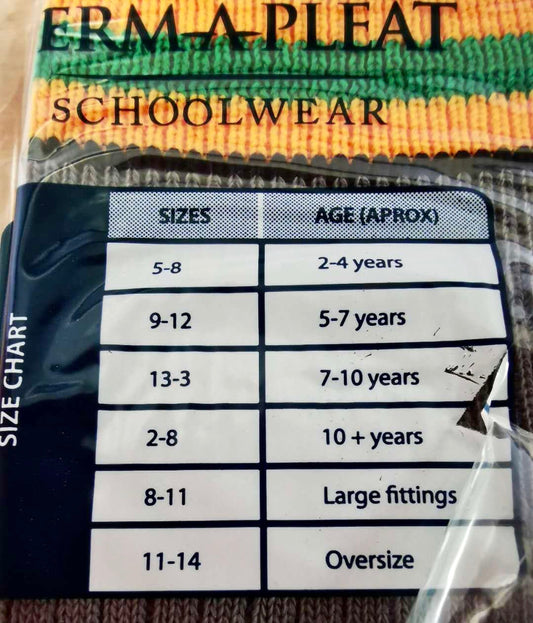 ERM-A-PLEAT
SCHOOLWEAR
SIZE CHART
SIZES AGE (APROX)
5-8 2-4 years
9-12 5-7 years
13-3 7-10 years
2-8 10 + years
8-11 Large fittings
11-14 Oversize